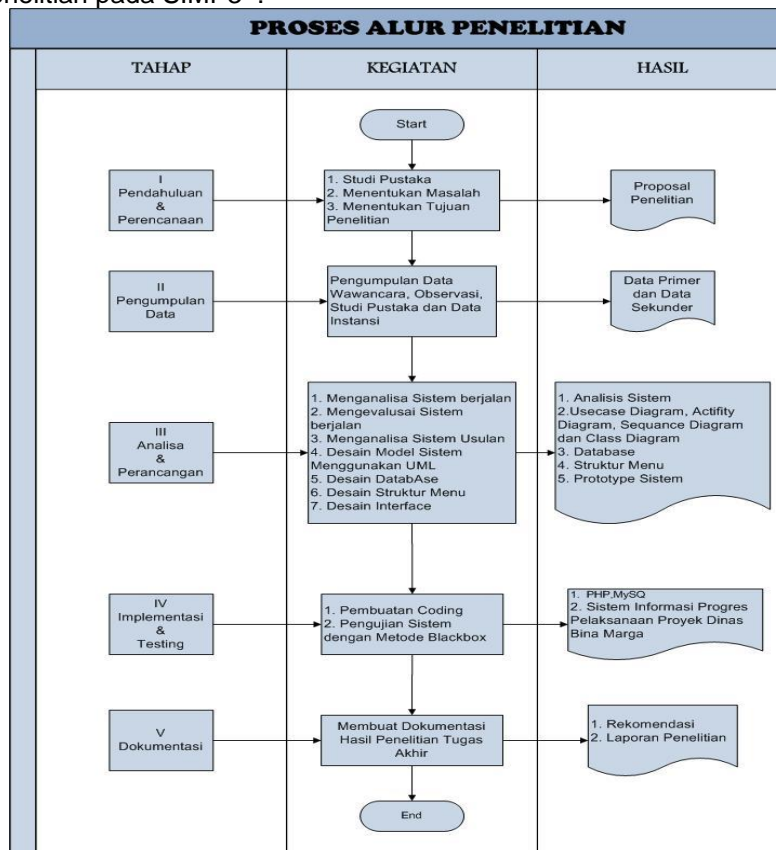 PROSES ALUR PENELITIAN
TAHAP
KEGIATAN
HASIL
Start
I
Pendahuluan
&
Perencanaan
1. Studi Pustaka
2. Menentukan Masalah
3. Menentukan Tujuan
Penelitian
Proposal
Penelitian
II
Pengumpulan
Data
Pengumpulan Data
Wawancara, Observasi,
Studi Pustaka dan Data
Instansi
Data Primer
dan Data
Sekunder
III
Analisa
&
Perancangan
1. Menganalisa Sistem berjalan
2. Mengevalusai Sistem
berjalan
3. Menganalisa Sistem Usulan
4. Desain Model Sistem
Menggunakan UML
5. Desain DatabAse
6. Desain Struktur Menu
7. Desain Interface
1. Analisis Sistem
2.Usecase Diagram, Actifity
Diagram, Sequance Diagram
dan Class Diagram
3. Database
4. Struktur Menu
5. Prototype Sistem
IV
Implementasi
&
Testing
1. Pembuatan Coding
2. Pengujian Sistem
dengan Metode Blackbox
1. PHP,MySQ
2. Sistem Informasi Progres
Pelaksanaan Proyek Dinas
Bina Marga
V
Dokumentasi
Membuat Dokumentasi
Hasil Penelitian Tugas
Akhir
1. Rekomendasi
2. Laporan Penelitian
End